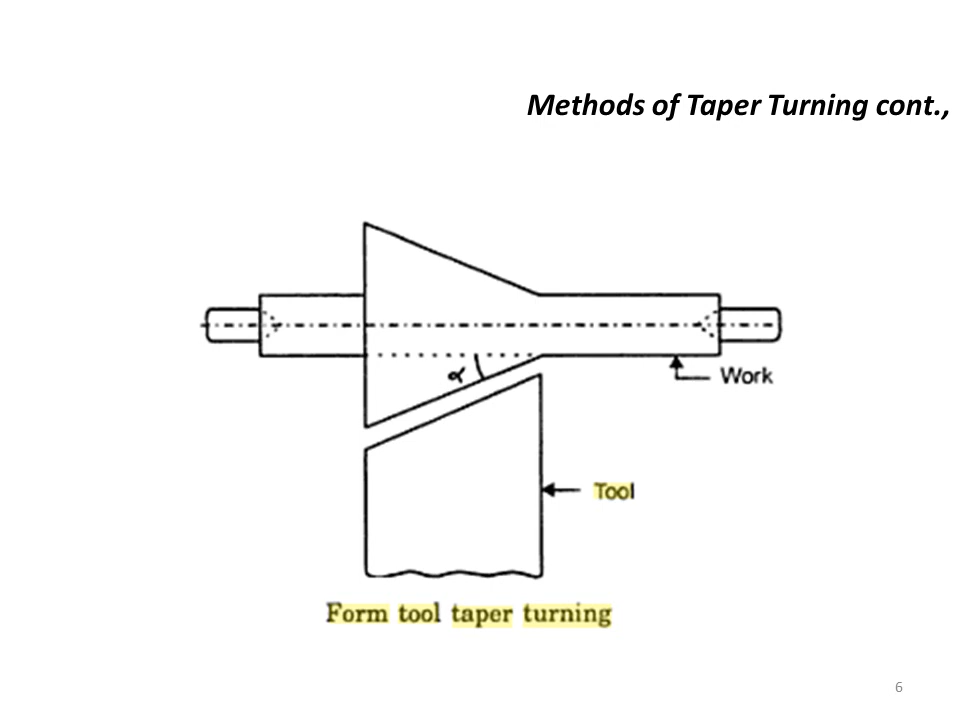 Methods of Taper Turning cont.,
α
Work
Tool
Form tool taper turning
6